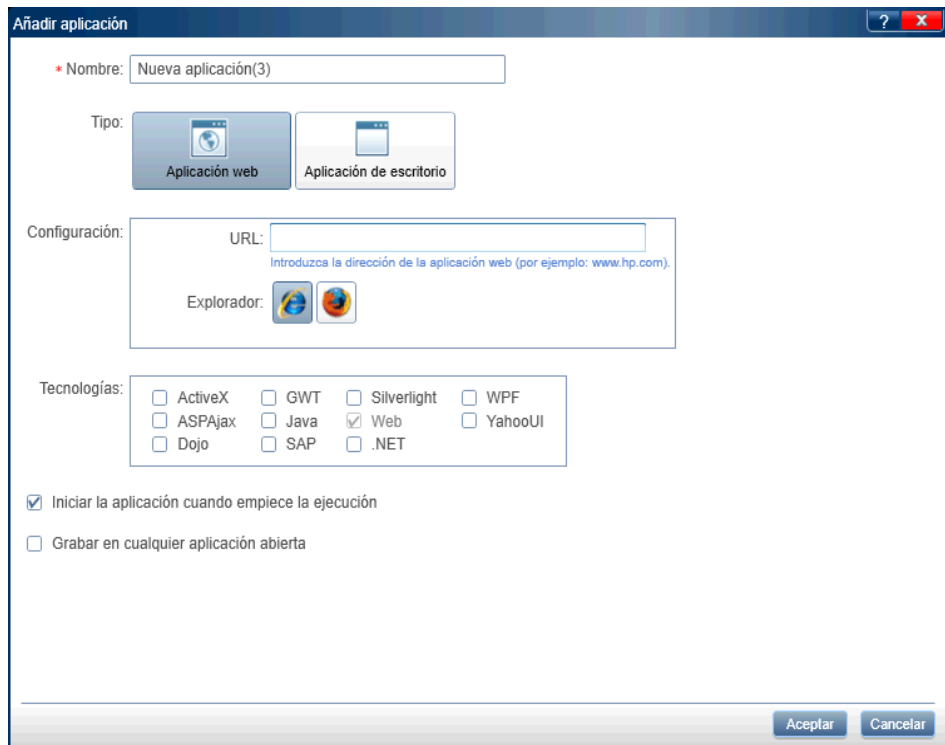 Añadir aplicación ? X
* Nombre: Nueva aplicación(3)
Tipo:
Aplicación web Aplicación de escritorio
Configuración:
URL:
Introduzca la dirección de la aplicación web (por ejemplo: www.hp.com).
Explorador:
Tecnologías:
ActiveX GWT Silverlight WPF
ASPAjax Java Web YahooUI
Dojo SAP .NET
Iniciar la aplicación cuando empiece la ejecución
Grabar en cualquier aplicación abierta
Aceptar Cancelar